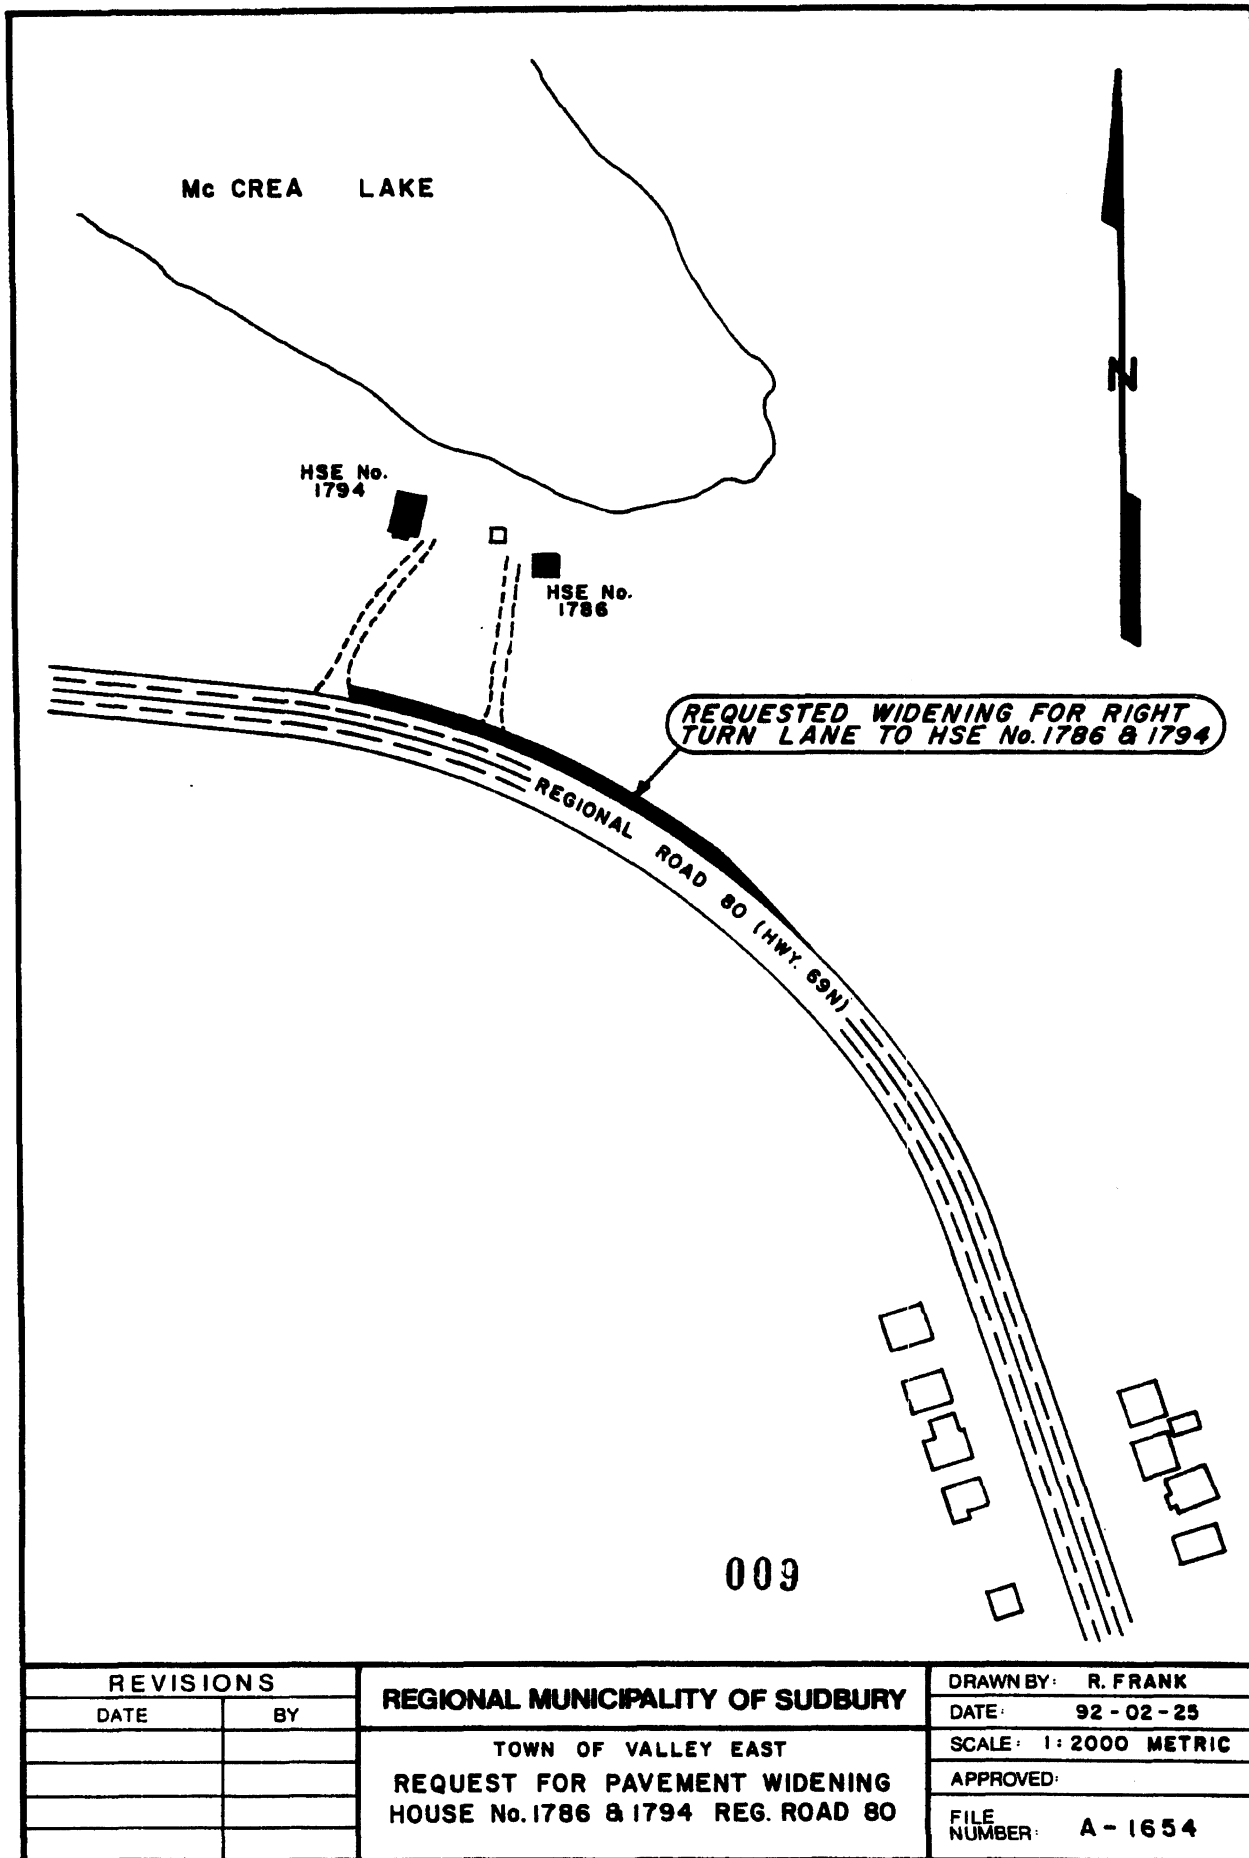 Mc CREA LAKE
N
HSE No.
1794
HSE No.
1786
REQUESTED WIDENING FOR RIGHT
TURN LANE TO HSE No. 1786 & 1794
REGIONAL ROAD 80 (HWY. 69N)
009
REVISIONS
DATE BY
REGIONAL MUNICIPALITY OF SUDBURY
TOWN OF VALLEY EAST
REQUEST FOR PAVEMENT WIDENING
HOUSE No. 1786 & 1794 REG. ROAD 80
DRAWN BY: R. FRANK
DATE: 92-02-25
SCALE: 1:2000 METRIC
APPROVED:
FILE
NUMBER: A-1654